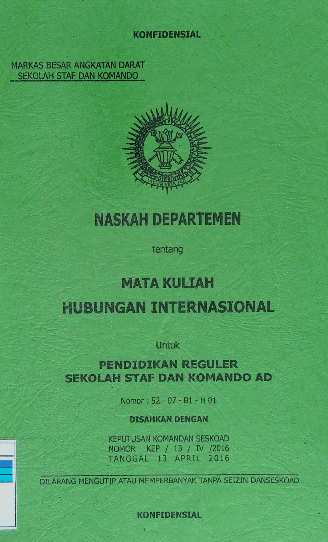 KONFIDENSIAL
MARKAS BESAR ANGKATAN DARAT
SEKOLAH STAF DAN KOMANDO
NASKAH DEPARTEMEN
tentang
MATA KULIAH
HUBUNGAN INTERNASIONAL
Untuk
PENDIDIKAN REGULER
SEKOLAH STAF DAN KOMANDO AD
Nomor : 52 - 07 - B1 - H 01
DISAHKAN DENGAN
KEPUTUSAN KOMANDAN SESKOAD
NOMOR KEP / 13 / IV /2016
TANGGAL 13 APRIL 2016
DILARANG MENGUTIP ATAU MEMPERBANYAK TANPA SEIZIN DANSESKOAD
KONFIDENSIAL